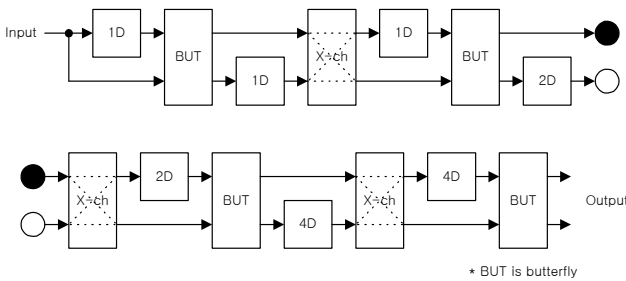 Input
1D
BUT
1D
X-ch
1D
BUT
2D
X-ch
2D
BUT
4D
X-ch
4D
BUT
Output
* BUT is butterfly